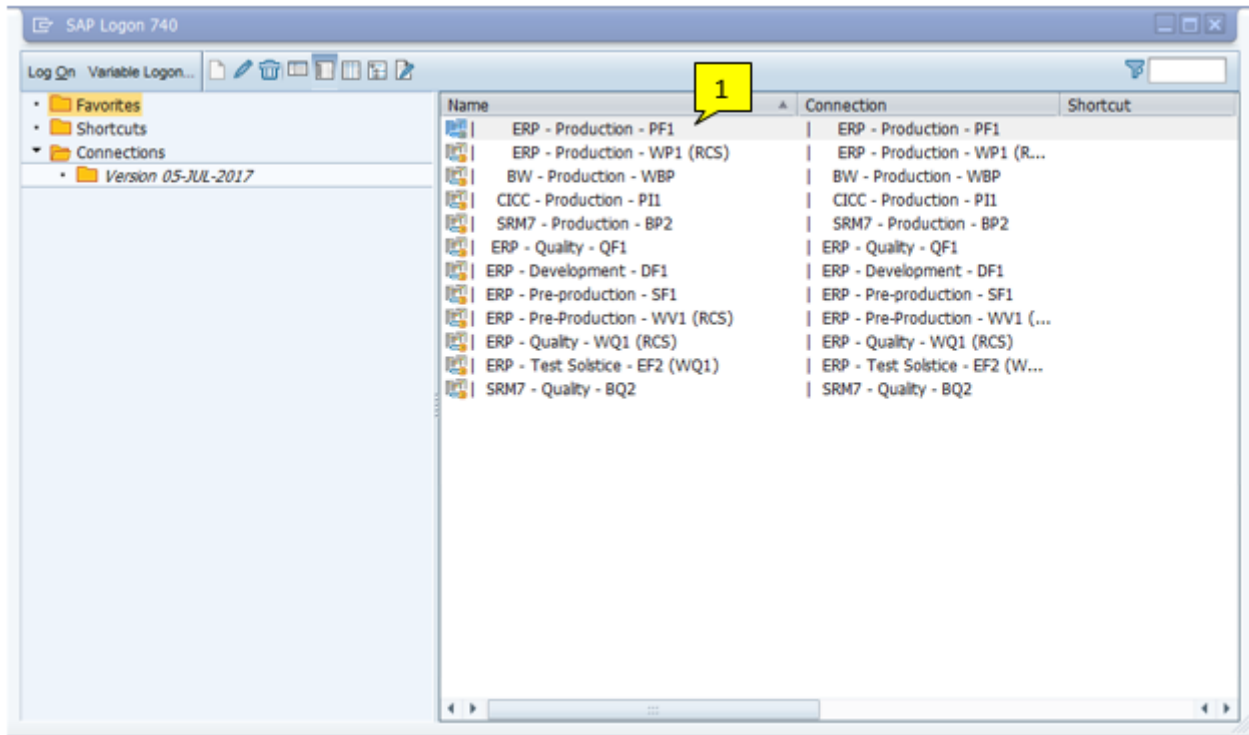 SAP Logon 740
Log On Variable Logon...
1
Favorites
Shortcuts
Connections
Version 05-JUL-2017
Name Connection Shortcut
| ERP - Production - PF1 | ERP - Production - PF1
| ERP - Production - WP1 (RCS) | ERP - Production - WP1 (R...
| BW - Production - WBP | BW - Production - WBP
| CICC - Production - PI1 | CICC - Production - PI1
| SRM7 - Production - BP2 | SRM7 - Production - BP2
| ERP - Quality - QF1 | ERP - Quality - QF1
| ERP - Development - DF1 | ERP - Development - DF1
| ERP - Pre-production - SF1 | ERP - Pre-production - SF1
| ERP - Pre-Production - WV1 (RCS) | ERP - Pre-Production - WV1 (...
| ERP - Quality - WQ1 (RCS) | ERP - Quality - WQ1 (RCS)
| ERP - Test Solstice - EF2 (WQ1) | ERP - Test Solstice - EF2 (W...
| SRM7 - Quality - BQ2 | SRM7 - Quality - BQ2